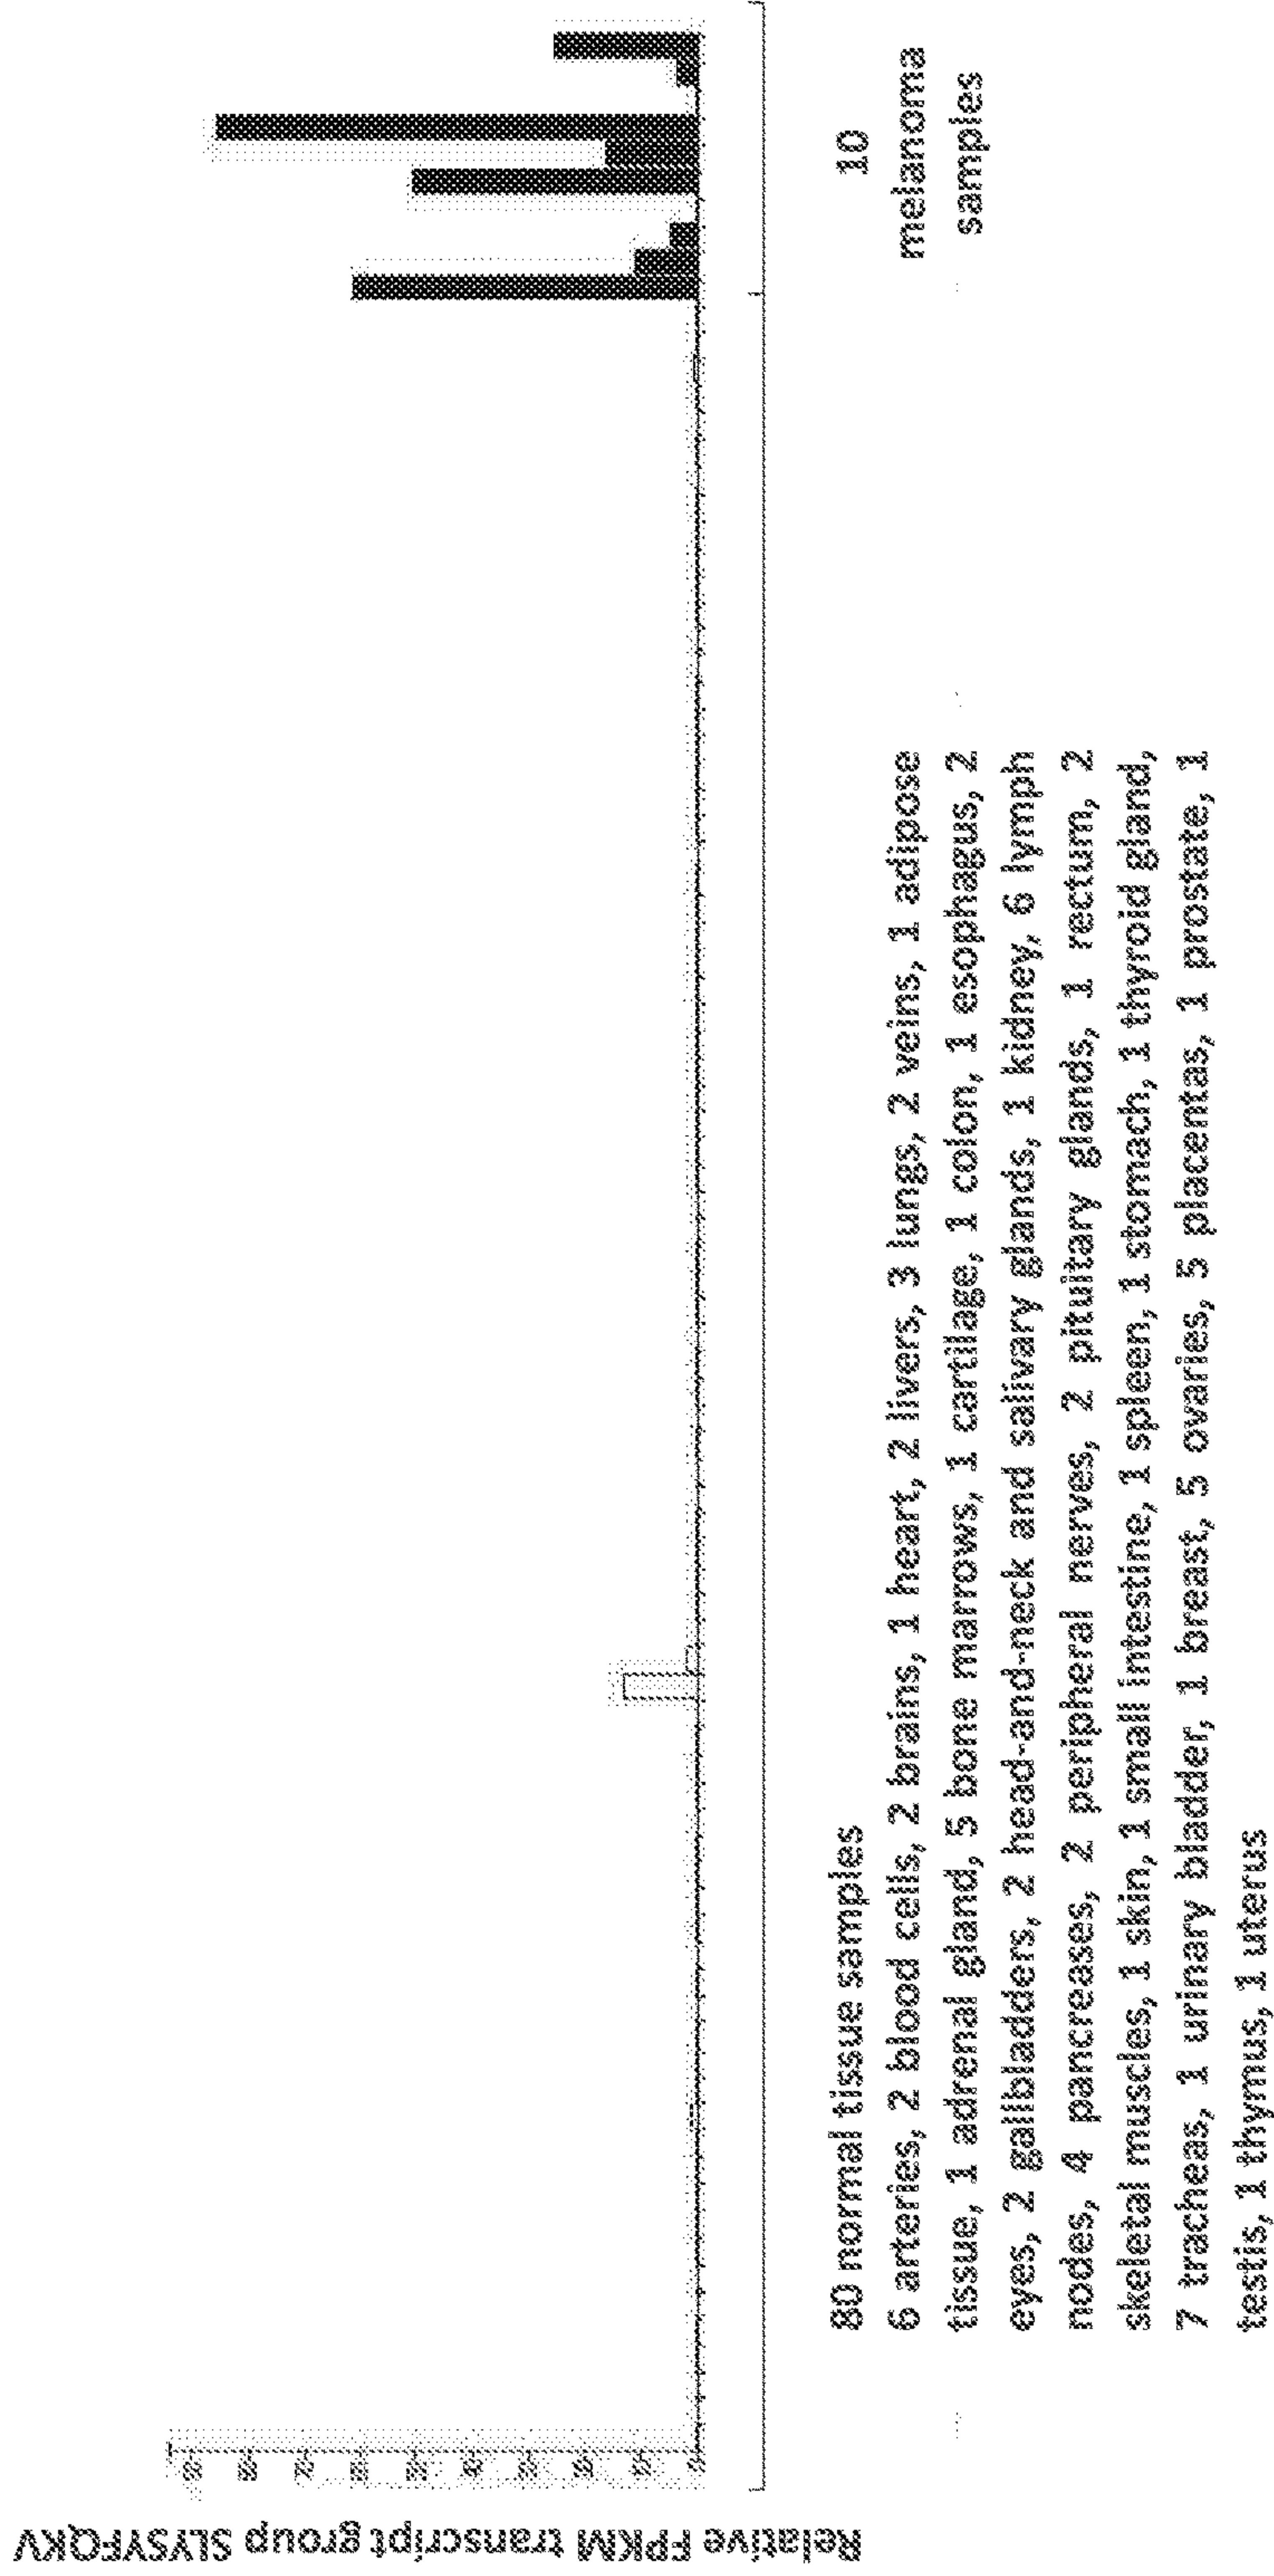 Relative FPKM transcript group SLYSYFQKV
80 normal tissue samples
6 arteries, 2 blood cells, 2 brains, 1 heart, 2 livers, 3 lungs, 2 veins, 1 adipose
tissue, 1 adrenal gland, 5 bone marrows, 1 cartilage, 1 colon, 1 esophagus, 2
eyes, 2 gallbladders, 2 head-and-neck and salivary glands, 1 kidney, 6 lymph
nodes, 4 pancreases, 2 peripheral nerves, 2 pituitary glands, 1 rectum, 2
skeletal muscles, 1 skin, 1 small intestine, 1 spleen, 1 stomach, 1 thyroid gland,
7 tracheas, 1 urinary bladder, 1 breast, 5 ovaries, 5 placentas, 1 prostate, 1
testis, 1 thymus, 1 uterus
10
melanoma
samples